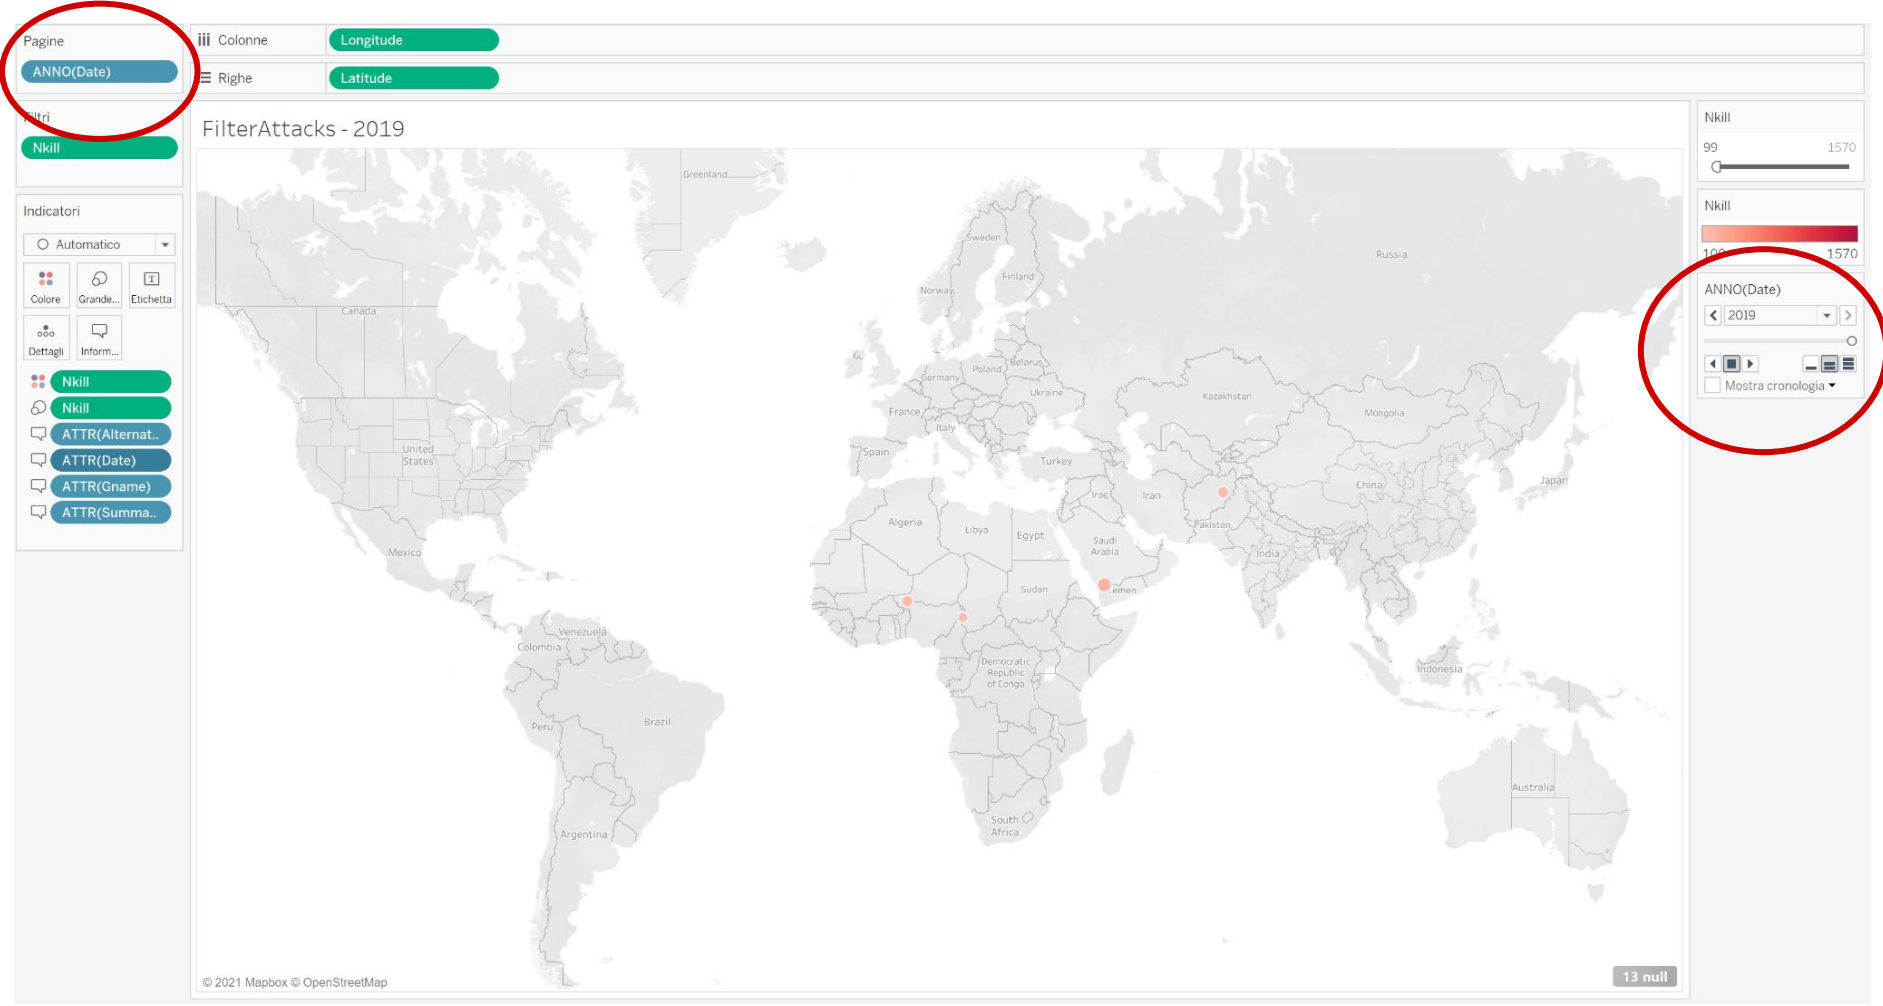 Pagine
ANNO(Date)
Colonne
Longitude
Righe
Latitude
Filtri
Nkill
Indicatori
Automatico
Colore
Grande...
Etichetta
Dettagli
Inform...
Nkill
Nkill
ATTR(Alternat..
ATTR(Date)
ATTR(Gname)
ATTR(Summa..
FilterAttacks - 2019
Greenland
Sweden
Finland
Norway
Russia
Canada
Belarus
Poland
Germany
Ukraine
France
Kazakhstan
Mongolia
Italy
United
States
Spain
Turkey
China
Japan
Iraq
Iran
Algeria
Libya
Egypt
Pakistan
Saudi
Arabia
India
Mexico
Sudan
Yemen
Venezuela
Colombia
Democratic
Republic
of Congo
Indonesia
Peru
Brazil
Australia
South
Africa
Argentina
© 2021 Mapbox © OpenStreetMap
13 null
Nkill
99 1570
Nkill
100 1570
ANNO(Date)
2019
Mostra cronologia